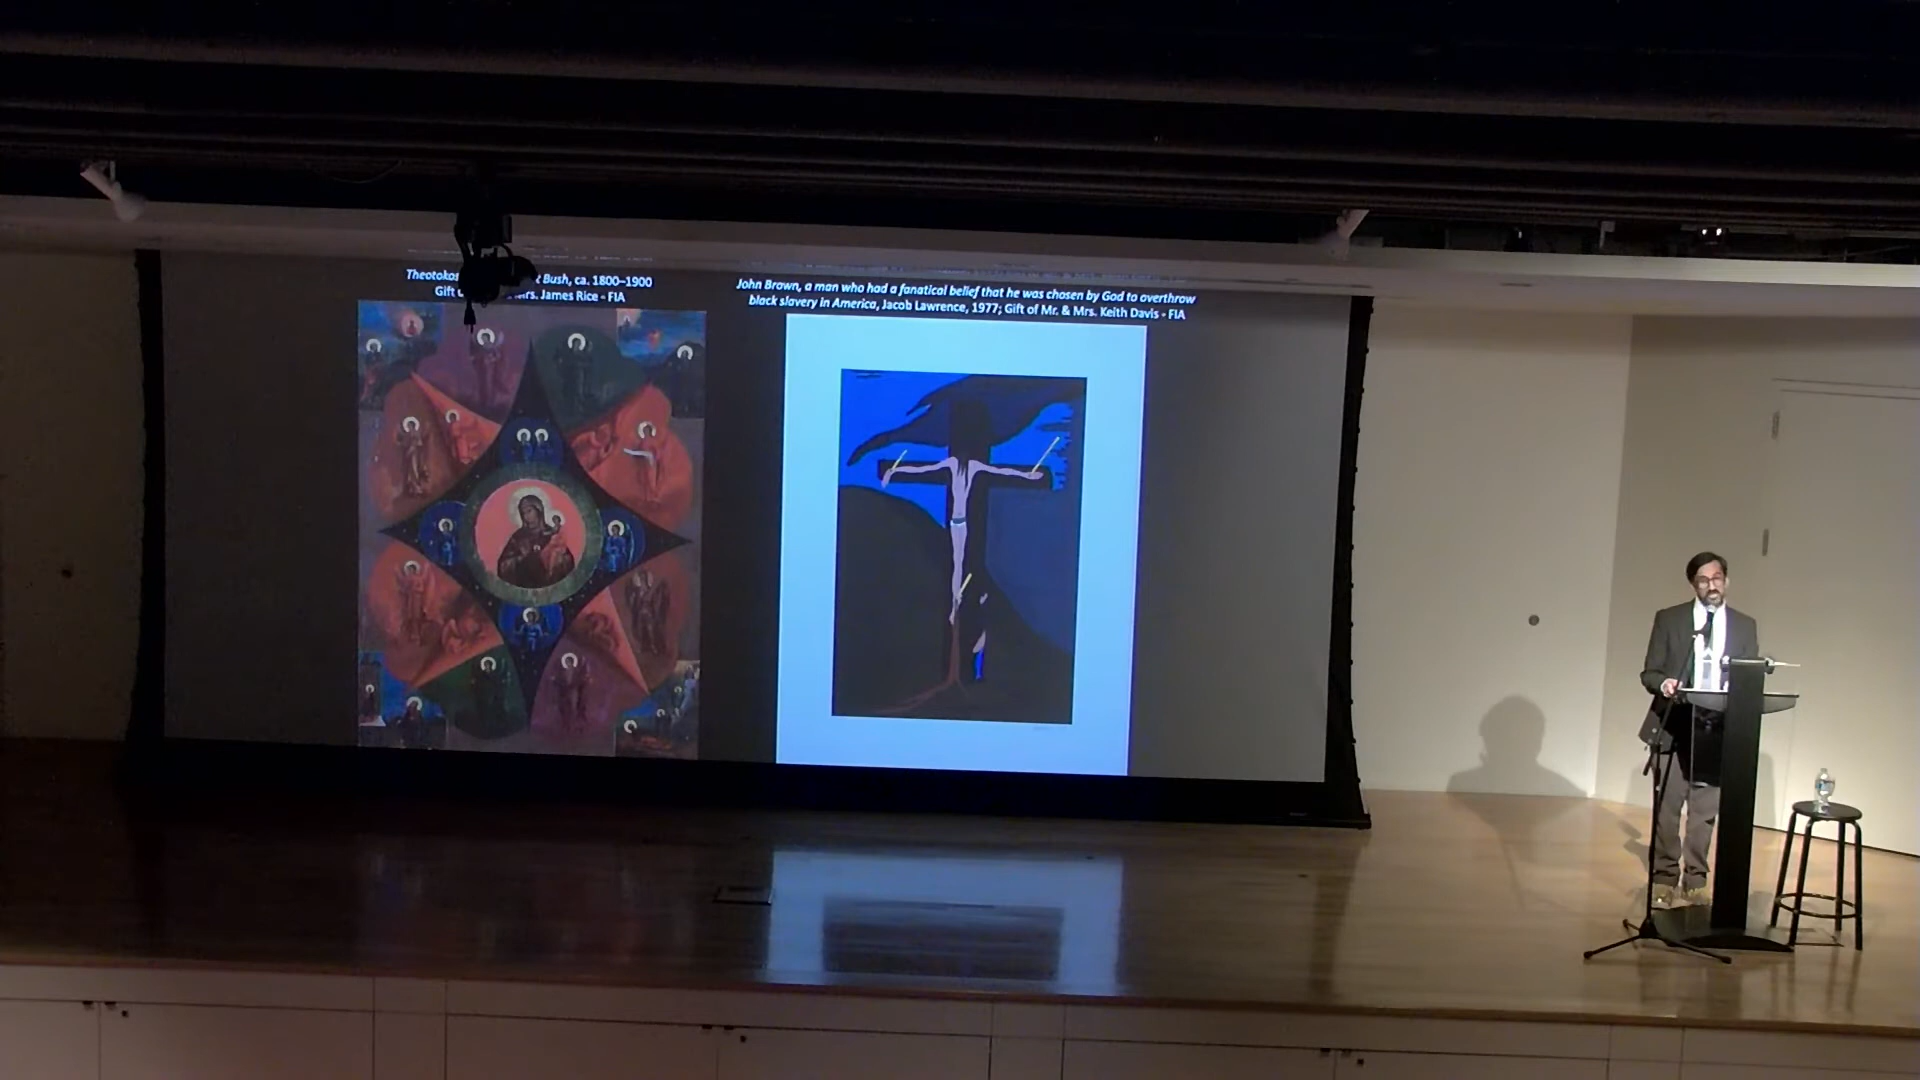 Theotokos Bush, ca. 1800–1900
Gift Mrs. James Rice - FIA
John Brown, a man who had a fanatical belief that he was chosen by God to overthrow
black slavery in America, Jacob Lawrence, 1977; Gift of Mr. & Mrs. Keith Davis - FIA